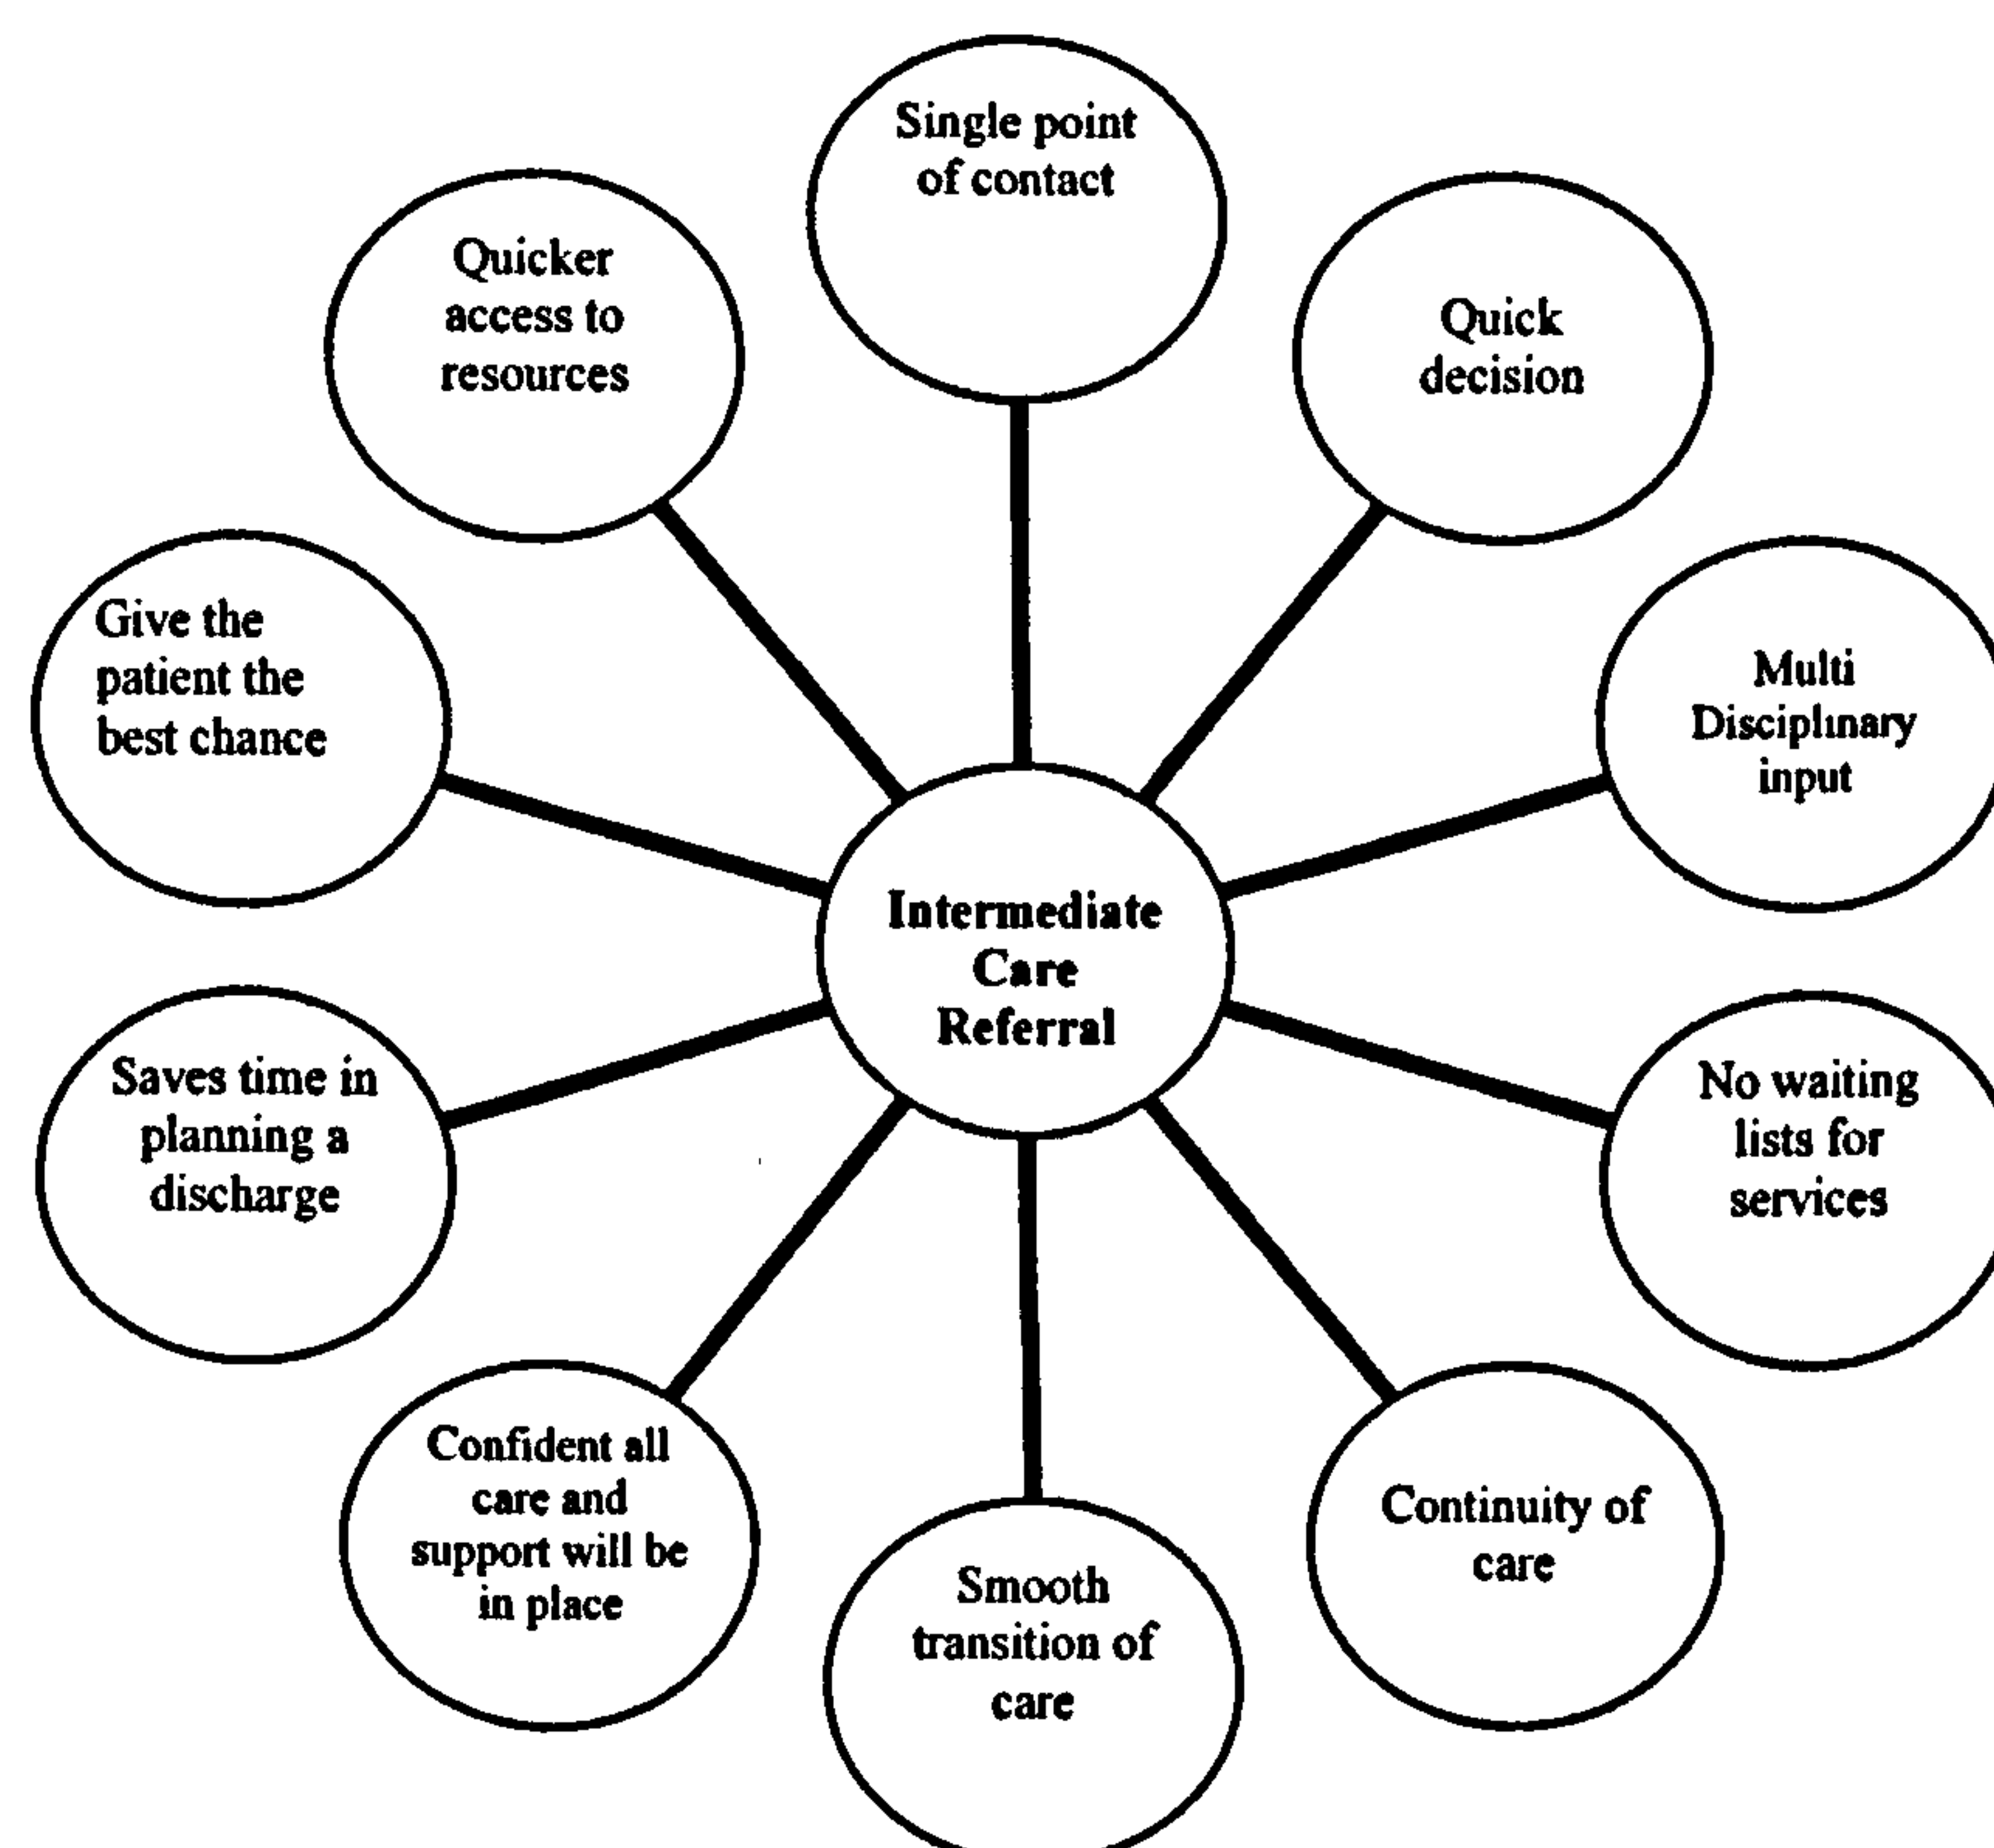 Single point
of contact
Quick
decision
Multi
Disciplinary
input
No waiting
lists for
services
Continuity of
care
Smooth
transition of
care
Confident all
care and
support will be
in place
Saves time in
planning a
discharge
Give the
patient the
best chance
Quicker
access to
resources
Intermediate
Care
Referral